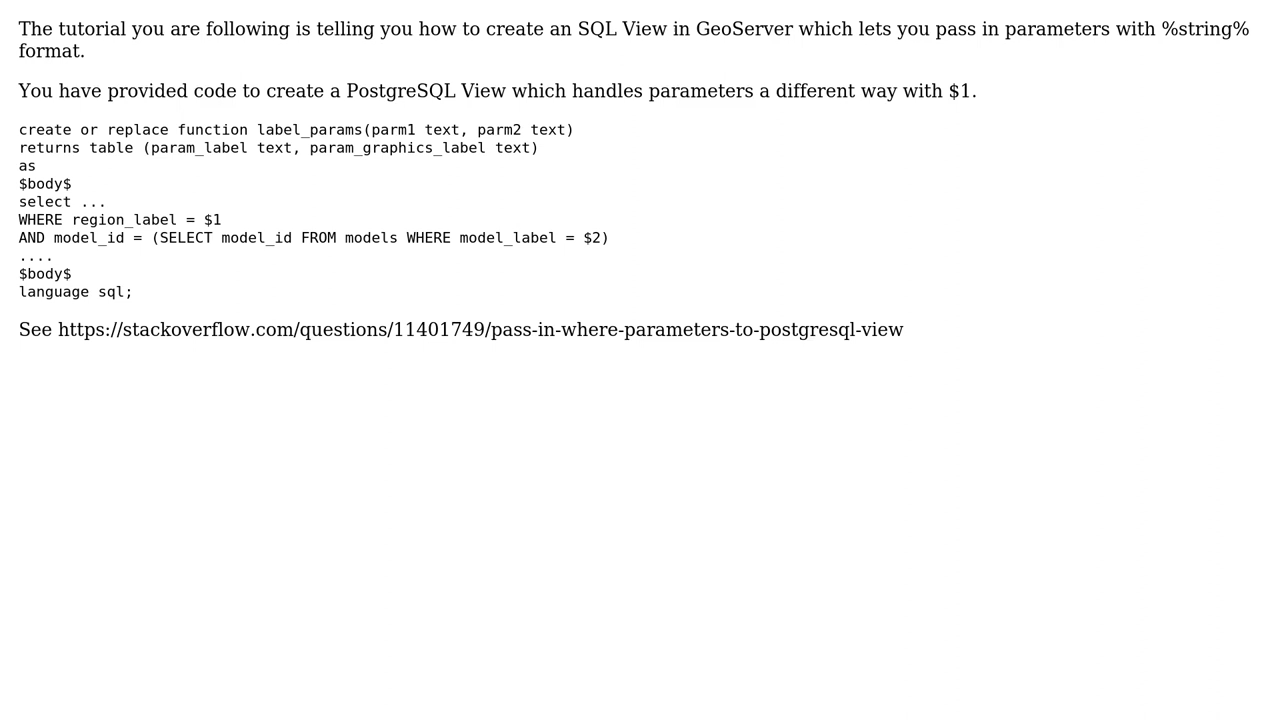 The tutorial you are following is telling you how to create an SQL View in GeoServer which lets you pass in parameters with %string%
format.
You have provided code to create a PostgreSQL View which handles parameters a different way with $1.
create or replace function label_params(parm1 text, parm2 text)
returns table (param_label text, param_graphics_label text)
as
$body$
select ...
WHERE region_label = $1
AND model_id = (SELECT model_id FROM models WHERE model_label = $2)
....
$body$
language sql;
See https://stackoverflow.com/questions/11401749/pass-in-where-parameters-to-postgresql-view